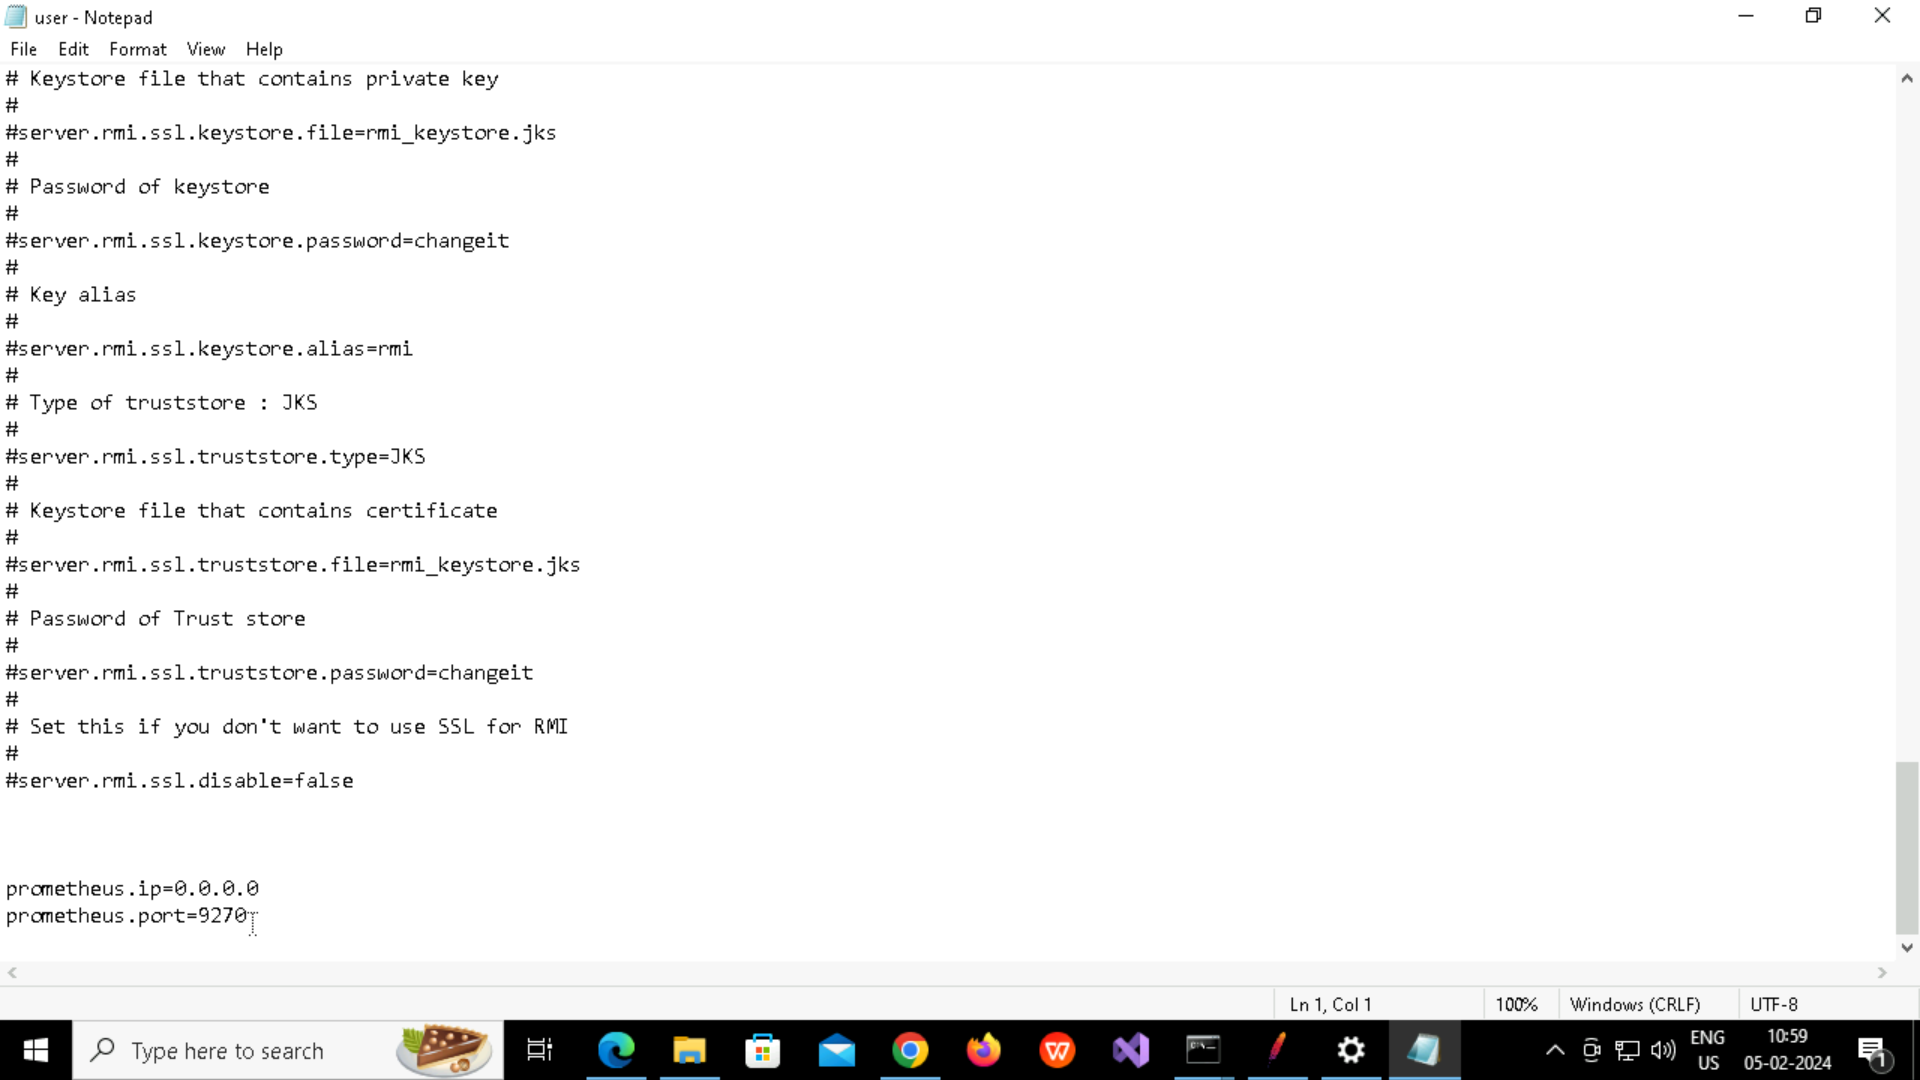 user - Notepad
File Edit Format View Help
# Keystore file that contains private key
#
#server.rmi.ssl.keystore.file=rmi_keystore.jks
#
# Password of keystore
#
#server.rmi.ssl.keystore.password=changeit
#
# Key alias
#
#server.rmi.ssl.keystore.alias=rmi
#
# Type of truststore : JKS
#
#server.rmi.ssl.truststore.type=JKS
#
# Keystore file that contains certificate
#
#server.rmi.ssl.truststore.file=rmi_keystore.jks
#
# Password of Trust store
#
#server.rmi.ssl.truststore.password=changeit
#
# Set this if you don't want to use SSL for RMI
#
#server.rmi.ssl.disable=false
prometheus.ip=0.0.0.0
prometheus.port=9270
Ln 1, Col 1 100% Windows (CRLF) UTF-8
Type here to search
ENG 10:59
US 05-02-2024 1